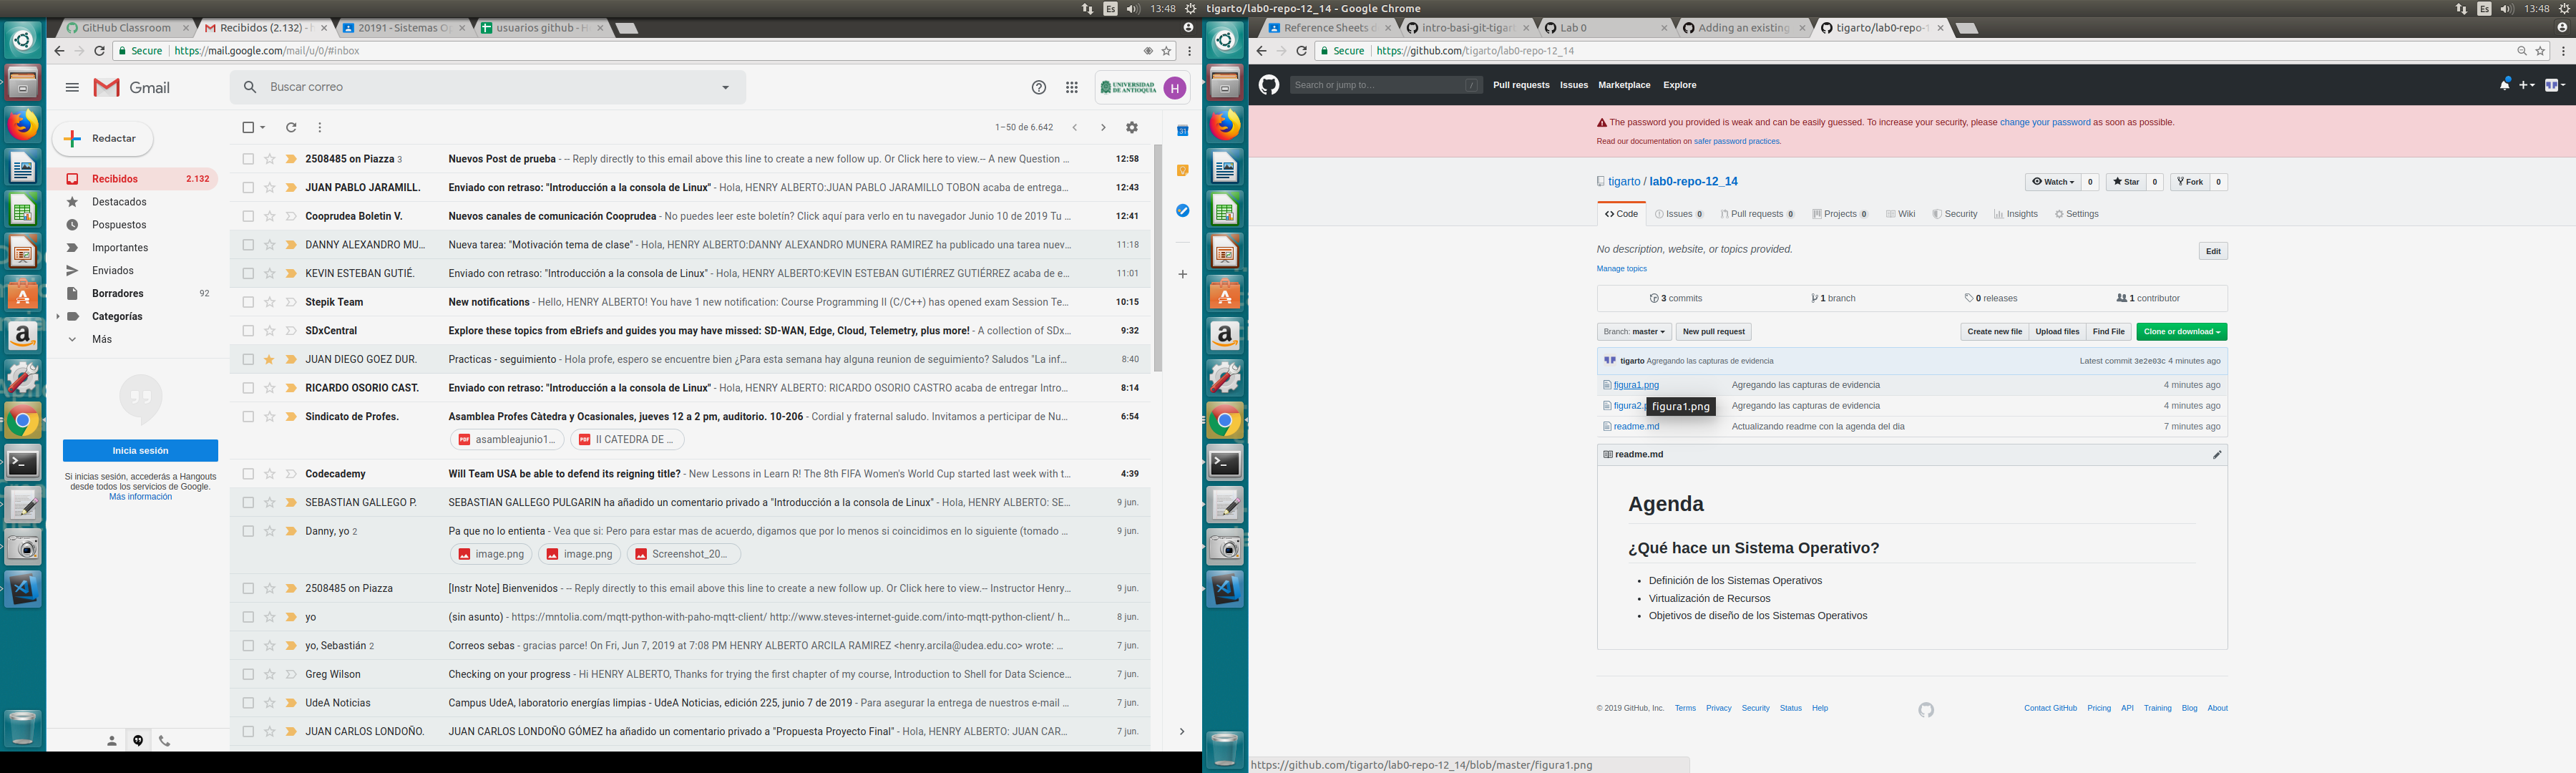 Es 13:48
GitHub Classroom
Recibidos (2.132) -
20191 - Sistemas Op
usuarios github - H
Secure https://mail.google.com/mail/u/0/#inbox
Gmail
Buscar correo
UNIVERSIDAD DE ANTIOQUIA
H
Redactar
1–50 de 6.642
Recibidos 2.132
Destacados
Pospuestos
Importantes
Enviados
Borradores 92
Categorías
Más
Inicia sesión
Si inicias sesión, accederás a Hangouts
desde todos los servicios de Google.
Más información
2508485 on Piazza 3 Nuevos Post de prueba - -- Reply directly to this email above this line to create a new follow up. Or Click here to view.-- A new Question … 12:58
JUAN PABLO JARAMILL. Enviado con retraso: "Introducción a la consola de Linux" - Hola, HENRY ALBERTO:JUAN PABLO JARAMILLO TOBON acaba de entrega… 12:43
Cooprudea Boletin V. Nuevos canales de comunicación Cooprudea - No puedes leer este boletín? Click aquí para verlo en tu navegador Junio 10 de 2019 Tu … 12:41
DANNY ALEXANDRO MU… Nueva tarea: "Motivación tema de clase" - Hola, HENRY ALBERTO:DANNY ALEXANDRO MUNERA RAMIREZ ha publicado una tarea nuev… 11:18
KEVIN ESTEBAN GUTIÉ. Enviado con retraso: "Introducción a la consola de Linux" - Hola, HENRY ALBERTO:KEVIN ESTEBAN GUTIÉRREZ GUTIÉRREZ acaba de e… 11:01
Stepik Team New notifications - Hello, HENRY ALBERTO! You have 1 new notification: Course Programming II (C/C++) has opened exam Session Te… 10:15
SDxCentral Explore these topics from eBriefs and guides you may have missed: SD-WAN, Edge, Cloud, Telemetry, plus more! - A collection of SDx… 9:32
JUAN DIEGO GOEZ DUR. Practicas - seguimiento - Hola profe, espero se encuentre bien ¿Para esta semana hay alguna reunion de seguimiento? Saludos "La inf… 8:40
RICARDO OSORIO CAST. Enviado con retraso: "Introducción a la consola de Linux" - Hola, HENRY ALBERTO: RICARDO OSORIO CASTRO acaba de entregar Intro… 8:14
Sindicato de Profes. Asamblea Profes Càtedra y Ocasionales, jueves 12 a 2 pm, auditorio. 10-206 - Cordial y fraternal saludo. Invitamos a perticipar de Nu… 6:54
PDF asambleajunio1… PDF II CATEDRA DE …
Codecademy Will Team USA be able to defend its reigning title? - New Lessons in Learn R! The 8th FIFA Women's World Cup started last week with t… 4:39
SEBASTIAN GALLEGO P. SEBASTIAN GALLEGO PULGARIN ha añadido un comentario privado a "Introducción a la consola de Linux" - Hola, HENRY ALBERTO: SE… 9 jun.
Danny, yo 2 Pa que no lo entienta - Vea que si: Pero para estar mas de acuerdo, digamos que por lo menos si coincidimos en lo siguiente (tomado … 9 jun.
image.png image.png Screenshot_20…
2508485 on Piazza [Instr Note] Bienvenidos - -- Reply directly to this email above this line to create a new follow up. Or Click here to view.-- Instructor Henry… 9 jun.
yo (sin asunto) - https://mntolia.com/mqtt-python-with-paho-mqtt-client/ http://www.steves-internet-guide.com/into-mqtt-python-client/ h… 8 jun.
yo, Sebastián 2 Correos sebas - gracias parce! On Fri, Jun 7, 2019 at 7:08 PM HENRY ALBERTO ARCILA RAMIREZ <henry.arcila@udea.edu.co> wrote: … 7 jun.
Greg Wilson Checking on your progress - Hi HENRY ALBERTO, Thanks for trying the first chapter of my course, Introduction to Shell for Data Science… 7 jun.
UdeA Noticias Campus UdeA, laboratorio energías limpias - UdeA Noticias, edición 225, junio 7 de 2019 - Para asegurar la entrega de nuestros e-mail … 7 jun.
JUAN CARLOS LONDOÑO. JUAN CARLOS LONDOÑO GÓMEZ ha añadido un comentario privado a "Propuesta Proyecto Final" - Hola, HENRY ALBERTO: JUAN CAR… 7 jun.
tigarto/lab0-repo-12_14 - Google Chrome Es 13:48
Reference Sheets d
intro-basi-git-tigart
Lab 0
Adding an existing
tigarto/lab0-repo-1
Secure https://github.com/tigarto/lab0-repo-12_14
Search or jump to… / Pull requests Issues Marketplace Explore
The password you provided is weak and can be easily guessed. To increase your security, please change your password as soon as possible.
Read our documentation on safer password practices.
tigarto / lab0-repo-12_14
Watch 0 Star 0 Fork 0
Code Issues 0 Pull requests 0 Projects 0 Wiki Security Insights Settings
No description, website, or topics provided. Edit
Manage topics
3 commits 1 branch 0 releases 1 contributor
Branch: master New pull request Create new file Upload files Find File Clone or download
tigarto Agregando las capturas de evidencia Latest commit 3e2e03c 4 minutes ago
figura1.png Agregando las capturas de evidencia 4 minutes ago
figura2. Agregando las capturas de evidencia 4 minutes ago
figura1.png
readme.md Actualizando readme con la agenda del dia 7 minutes ago
readme.md
Agenda
¿Qué hace un Sistema Operativo?
• Definición de los Sistemas Operativos
• Virtualización de Recursos
• Objetivos de diseño de los Sistemas Operativos
© 2019 GitHub, Inc. Terms Privacy Security Status Help Contact GitHub Pricing API Training Blog About
https://github.com/tigarto/lab0-repo-12_14/blob/master/figura1.png